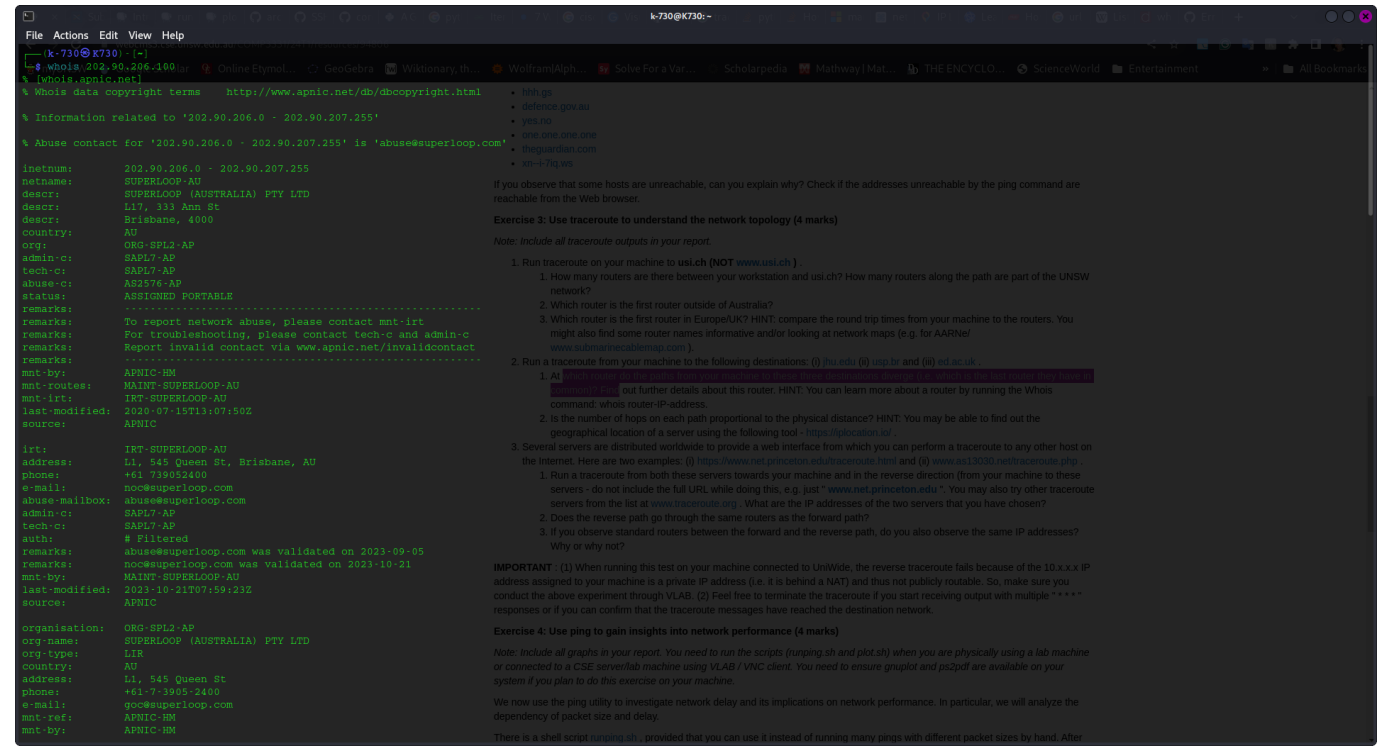 k-730@K730: ~
File Actions Edit View Help
(k-730㉿K730)-[~]
$ whois 202.90.206.100
% [whois.apnic.net]
Online Etymol...
GeoGebra
Wiktionary, th...
Wolfram|Alph...
Solve For a Var...
Scholarpedia
Mathway | Mat...
THE ENCYCLO...
ScienceWorld
Entertainment
»
All Bookmarks
% Whois data copyright terms    http://www.apnic.net/db/dbcopyright.html
% Information related to '202.90.206.0 - 202.90.207.255'
% Abuse contact for '202.90.206.0 - 202.90.207.255' is 'abuse@superloop.com'
inetnum:        202.90.206.0 - 202.90.207.255
netname:        SUPERLOOP-AU
descr:          SUPERLOOP (AUSTRALIA) PTY LTD
descr:          L17, 333 Ann St
descr:          Brisbane, 4000
country:        AU
org:            ORG-SPL2-AP
admin-c:        SAPL7-AP
tech-c:         SAPL7-AP
abuse-c:        AS2576-AP
status:         ASSIGNED PORTABLE
remarks:        --------------------------------------------------------
remarks:        To report network abuse, please contact mnt-irt
remarks:        For troubleshooting, please contact tech-c and admin-c
remarks:        Report invalid contact via www.apnic.net/invalidcontact
remarks:        --------------------------------------------------------
mnt-by:         APNIC-HM
mnt-routes:     MAINT-SUPERLOOP-AU
mnt-irt:        IRT-SUPERLOOP-AU
last-modified:  2020-07-15T13:07:50Z
source:         APNIC
irt:            IRT-SUPERLOOP-AU
address:        L1, 545 Queen St, Brisbane, AU
phone:          +61 739052400
e-mail:         noc@superloop.com
abuse-mailbox:  abuse@superloop.com
admin-c:        SAPL7-AP
tech-c:         SAPL7-AP
auth:           # Filtered
remarks:        abuse@superloop.com was validated on 2023-09-05
remarks:        noc@superloop.com was validated on 2023-10-21
mnt-by:         MAINT-SUPERLOOP-AU
last-modified:  2023-10-21T07:59:23Z
source:         APNIC
organisation:   ORG-SPL2-AP
org-name:       SUPERLOOP (AUSTRALIA) PTY LTD
org-type:       LIR
country:        AU
address:        L1, 545 Queen St
phone:          +61-7-3905-2400
e-mail:         goc@superloop.com
mnt-ref:        APNIC-HM
mnt-by:         APNIC-HM
• hhh.gs
• defence.gov.au
• yes.no
• one.one.one.one
• theguardian.com
• xn--i-7iq.ws
If you observe that some hosts are unreachable, can you explain why? Check if the addresses unreachable by the ping command are
reachable from the Web browser.
Exercise 3: Use traceroute to understand the network topology (4 marks)
Note: Include all traceroute outputs in your report.
1. Run traceroute on your machine to usi.ch (NOT www.usi.ch ) .
1. How many routers are there between your workstation and usi.ch? How many routers along the path are part of the UNSW
network?
2. Which router is the first router outside of Australia?
3. Which router is the first router in Europe/UK? HINT: compare the round trip times from your machine to the routers. You
might also find some router names informative and/or looking at network maps (e.g. for AARNe/
www.submarinecablemap.com ).
2. Run a traceroute from your machine to the following destinations: (i) jhu.edu (ii) usp.br and (iii) ed.ac.uk .
1. At which router do the paths from your machine to these three destinations diverge (i.e. which is the last router they have in
common)? Find out further details about this router. HINT: You can learn more about a router by running the Whois
command: whois router-IP-address.
2. Is the number of hops on each path proportional to the physical distance? HINT: You may be able to find out the
geographical location of a server using the following tool - https://iplocation.io/ .
3. Several servers are distributed worldwide to provide a web interface from which you can perform a traceroute to any other host on
the Internet. Here are two examples: (i) https://www.net.princeton.edu/traceroute.html and (ii) www.as13030.net/traceroute.php .
1. Run a traceroute from both these servers towards your machine and in the reverse direction (from your machine to these
servers - do not include the full URL while doing this, e.g. just " www.net.princeton.edu ". You may also try other traceroute
servers from the list at www.traceroute.org . What are the IP addresses of the two servers that you have chosen?
2. Does the reverse path go through the same routers as the forward path?
3. If you observe standard routers between the forward and the reverse path, do you also observe the same IP addresses?
Why or why not?
IMPORTANT : (1) When running this test on your machine connected to UniWide, the reverse traceroute fails because of the 10.x.x.x IP
address assigned to your machine is a private IP address (i.e. it is behind a NAT) and thus not publicly routable. So, make sure you
conduct the above experiment through VLAB. (2) Feel free to terminate the traceroute if you start receiving output with multiple " * * * "
responses or if you can confirm that the traceroute messages have reached the destination network.
Exercise 4: Use ping to gain insights into network performance (4 marks)
Note: Include all graphs in your report. You need to run the scripts (runping.sh and plot.sh) when you are physically using a lab machine
or connected to a CSE server/lab machine using VLAB / VNC client. You need to ensure gnuplot and ps2pdf are available on your
system if you plan to do this exercise on your machine.
We now use the ping utility to investigate network delay and its implications on network performance. In particular, we will analyze the
dependency of packet size and delay.
There is a shell script runping.sh , provided that you can use it instead of running many pings with different packet sizes by hand. After